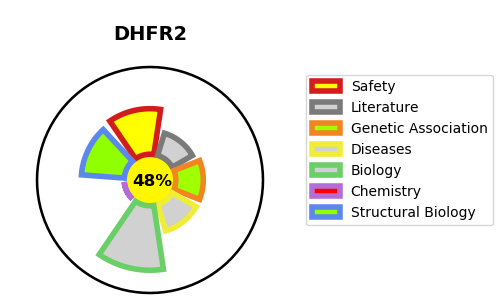 DHFR2
48%
Safety
Literature
Genetic Association
Diseases
Biology
Chemistry
Structural Biology